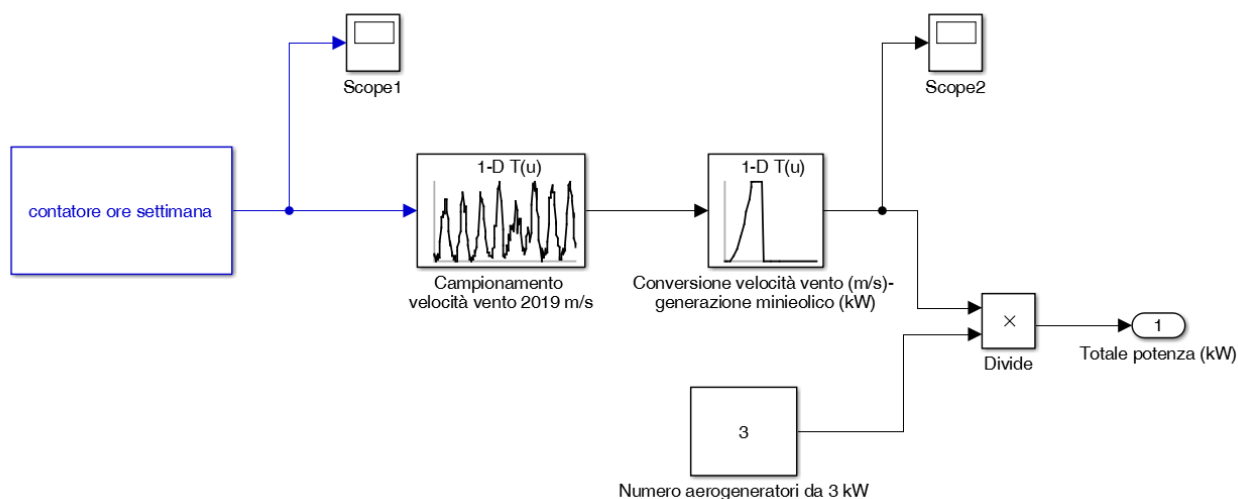 Scope1
Scope2
contatore ore settimana
1-D T(u)
Campionamento
velocità vento 2019 m/s
1-D T(u)
Conversione velocità vento (m/s)-
generazione minieolico (kW)
×
Divide
1
Totale potenza (kW)
3
Numero aerogeneratori da 3 kW